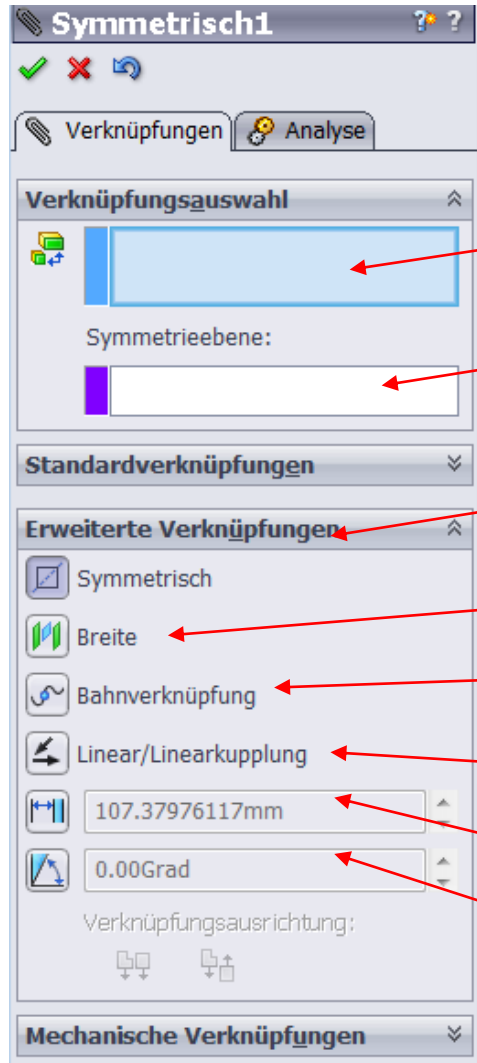 Symmetrisch1 ? ?
Verknüpfungen Analyse
Verknüpfungsauswahl
Symmetrieebene:
Standardverknüpfungen
Erweiterte Verknüpfungen
Symmetrisch
Breite
Bahnverknüpfung
Linear/Linearkupplung
107.37976117mm
0.00Grad
Verknüpfungsausrichtung:
Mechanische Verknüpfungen